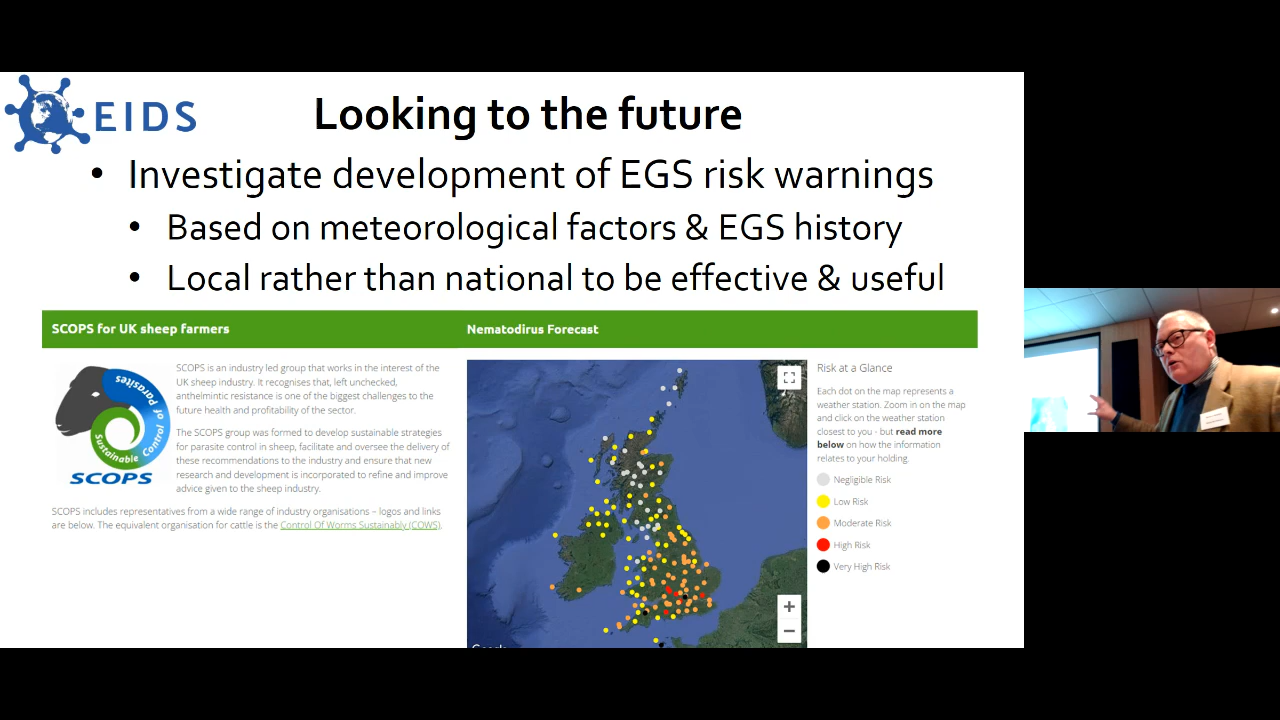 EIDS
Looking to the future
• Investigate development of EGS risk warnings
• Based on meteorological factors & EGS history
• Local rather than national to be effective & useful
SCOPS for UK sheep farmers
Nematodirus Forecast
Sustainable Control of Parasites
SCOPS
SCOPS is an industry led group that works in the interest of the
UK sheep industry. It recognises that, left unchecked,
anthelmintic resistance is one of the biggest challenges to the
future health and profitability of the sector.
The SCOPS group was formed to develop sustainable strategies
for parasite control in sheep, facilitate and oversee the delivery of
these recommendations to the industry and ensure that new
research and development is incorporated to refine and improve
advice given to the sheep industry.
SCOPS includes representatives from a wide range of industry organisations – logos and links
are below. The equivalent organisation for cattle is the Control Of Worms Sustainably (COWS).
Risk at a Glance
Each dot on the map represents a
weather station. Zoom in on the map
and click on the weather station
closest to you - but read more
below on how the information
relates to your holding.
Negligible Risk
Low Risk
Moderate Risk
High Risk
Very High Risk
+
−